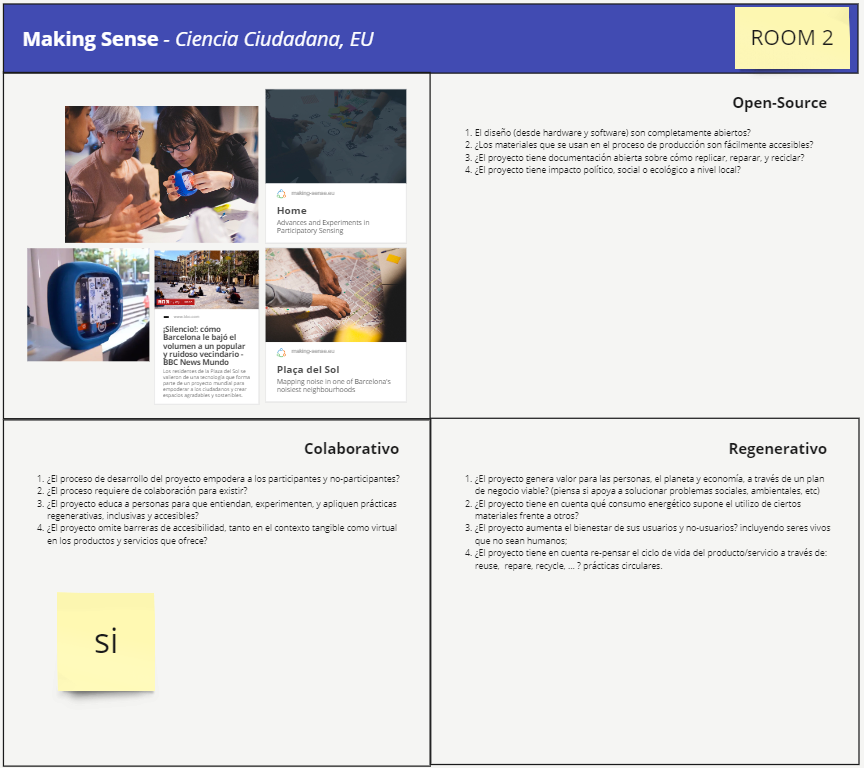 Making Sense - Ciencia Ciudadana, EU
ROOM 2
making-sense.eu
Home
Advances and Experiments in
Participatory Sensing
www.bbc.com
¡Silencio!: cómo
Barcelona le bajó el
volumen a un popular
y ruidoso vecindario -
BBC News Mundo
Los residentes de la Plaza del Sol se
valieron de una tecnología que forma
parte de un proyecto mundial para
empoderar a los ciudadanos y crear
espacios agradables y sostenibles.
making-sense.eu
Plaça del Sol
Mapping noise in one of Barcelona's
noisiest neighbourhoods
Open-Source
1. El diseño (desde hardware y software) son completamente abiertos?
2. ¿Los materiales que se usan en el proceso de producción son fácilmente accesibles?
3. ¿El proyecto tiene documentación abierta sobre cómo replicar, reparar, y reciclar?
4. ¿El proyecto tiene impacto político, social o ecológico a nivel local?
Colaborativo
1. ¿El proceso de desarrollo del proyecto empodera a los participantes y no-participantes?
2. ¿El proceso requiere de colaboración para existir?
3. ¿El proyecto educa a personas para que entiendan, experimenten, y apliquen prácticas
regenerativas, inclusivas y accesibles?
4. ¿El proyecto omite barreras de accesibilidad, tanto en el contexto tangible como virtual
en los productos y servicios que ofrece?
si
Regenerativo
1. ¿El proyecto genera valor para las personas, el planeta y economía, a través de un plan
de negocio viable? (piensa si apoya a solucionar problemas sociales, ambientales, etc)
2. ¿El proyecto tiene en cuenta qué consumo energético supone el utilizo de ciertos
materiales frente a otros?
3. ¿El proyecto aumenta el bienestar de sus usuarios y no-usuarios? incluyendo seres vivos
que no sean humanos;
4. ¿El proyecto tiene en cuenta re-pensar el ciclo de vida del producto/servicio a través de:
reuse, repare, recycle, ... ? prácticas circulares.